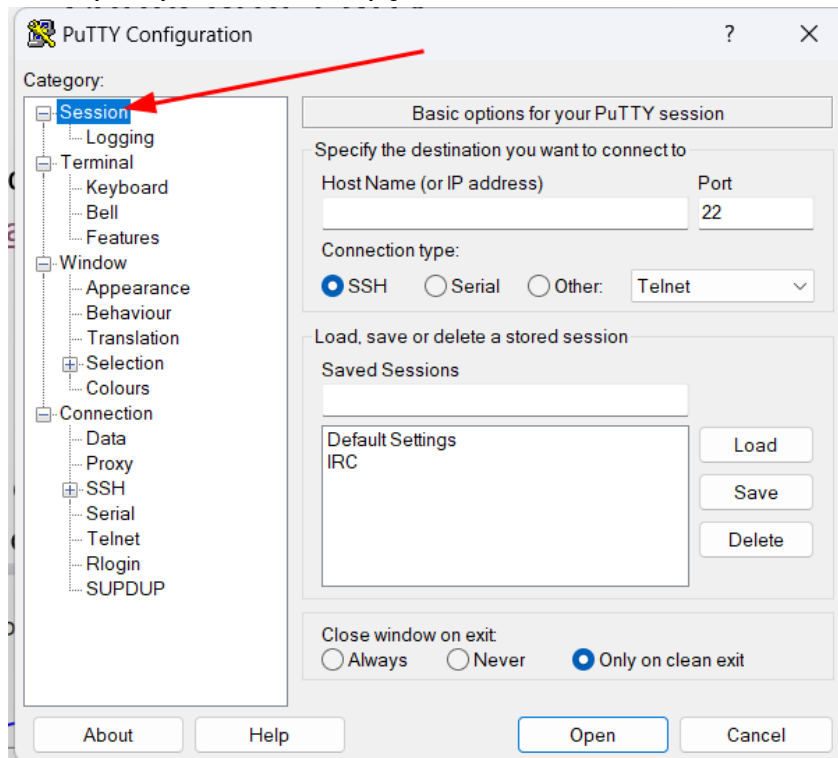 PuTTY Configuration
?
Category:
Session
Logging
Terminal
Keyboard
Bell
Features
Window
Appearance
Behaviour
Translation
Selection
Colours
Connection
Data
Proxy
SSH
Serial
Telnet
Rlogin
SUPDUP
Basic options for your PuTTY session
Specify the destination you want to connect to
Host Name (or IP address) Port
22
Connection type:
SSH Serial Other: Telnet
Load, save or delete a stored session
Saved Sessions
Default Settings
IRC
Load
Save
Delete
Close window on exit:
Always Never Only on clean exit
About Help Open Cancel